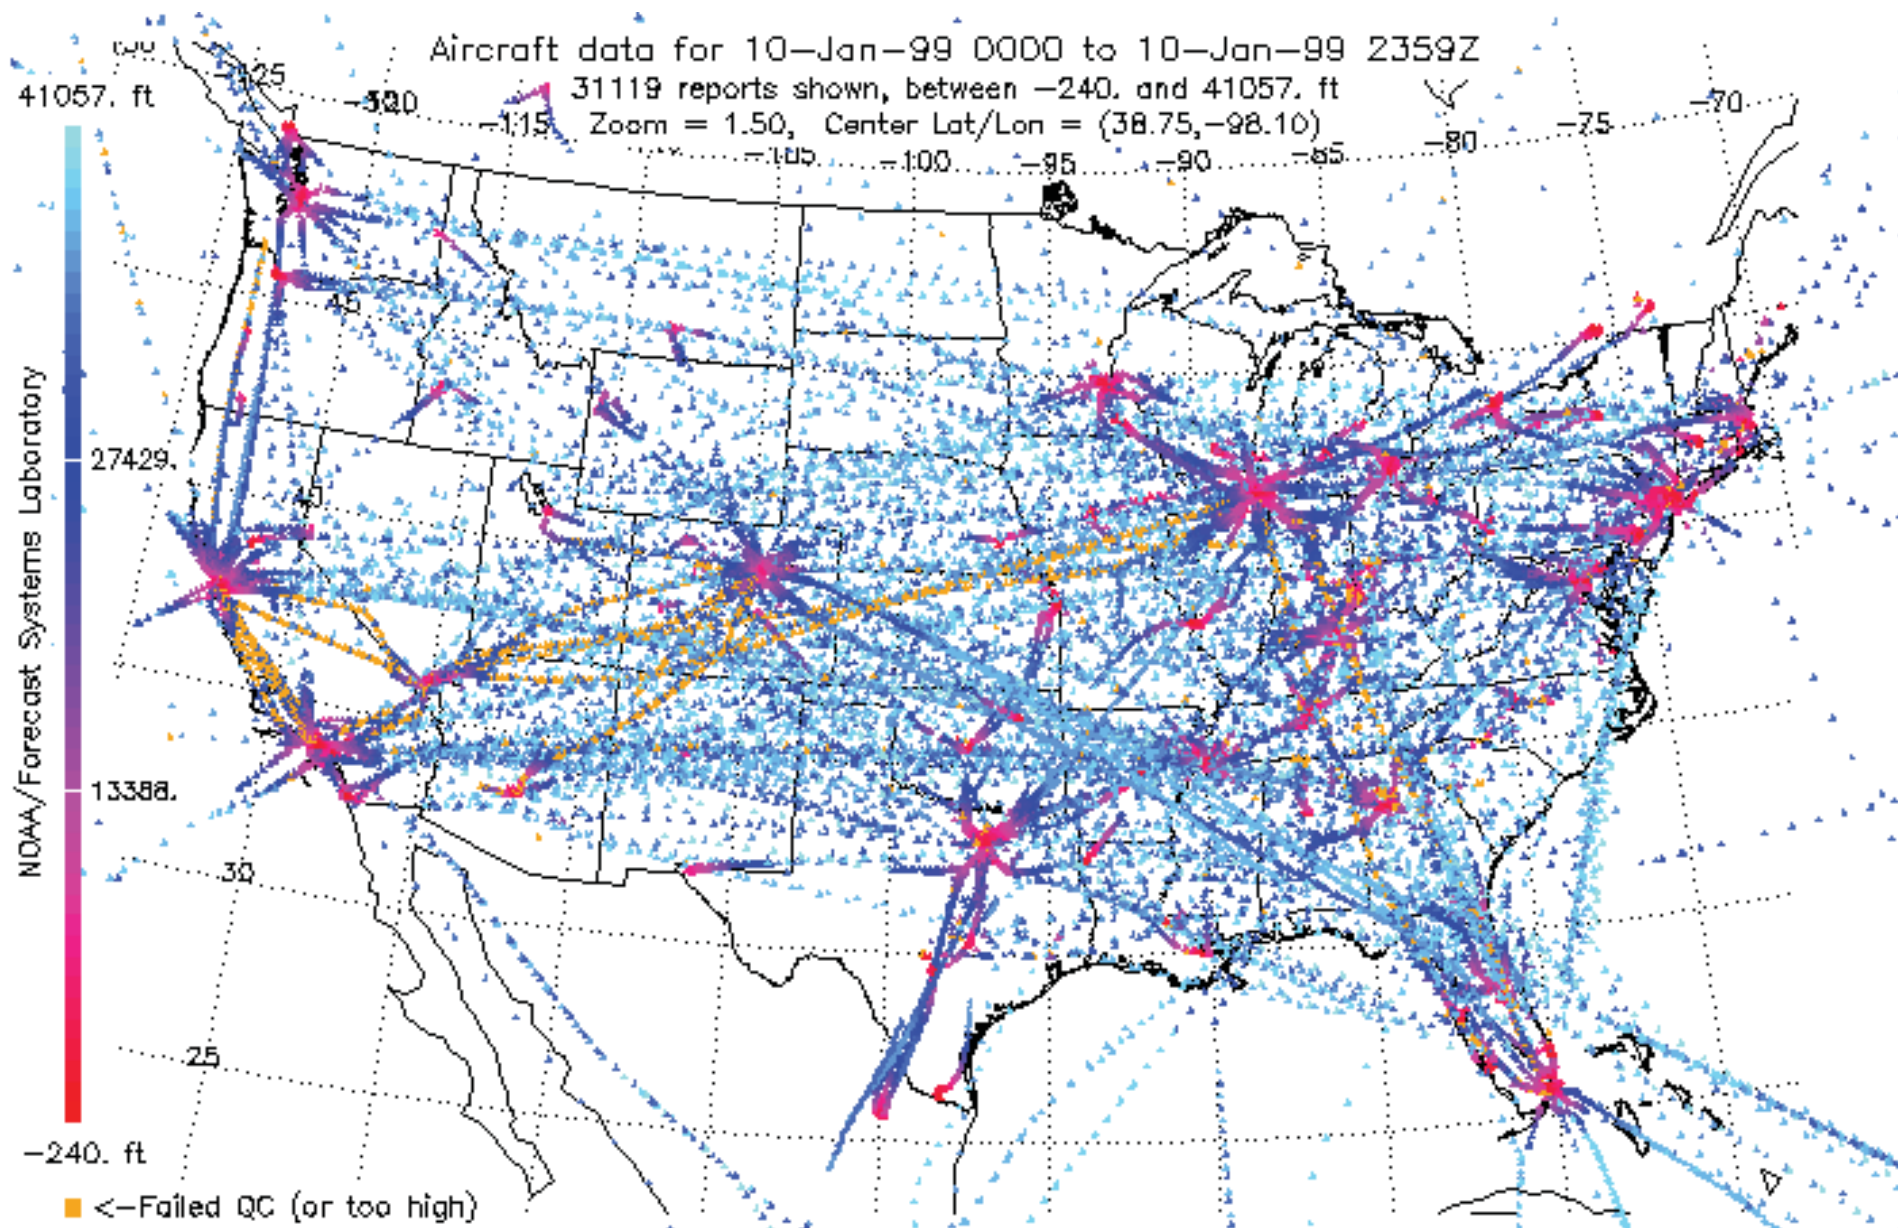 Aircraft data for 10-Jan-99 0000 to 10-Jan-99 2359Z
31119 reports shown, between -240. and 41057. ft
Zoom = 1.50, Center Lat/Lon = (38.75,-98.10)
41057. ft
27429.
13388.
-240. ft
<-Failed QC (or too high)
NOAA/Forecast Systems Laboratory
-125
-115
-105
-100
-95
-90
-85
-80
-75
-70
45
40
30
25